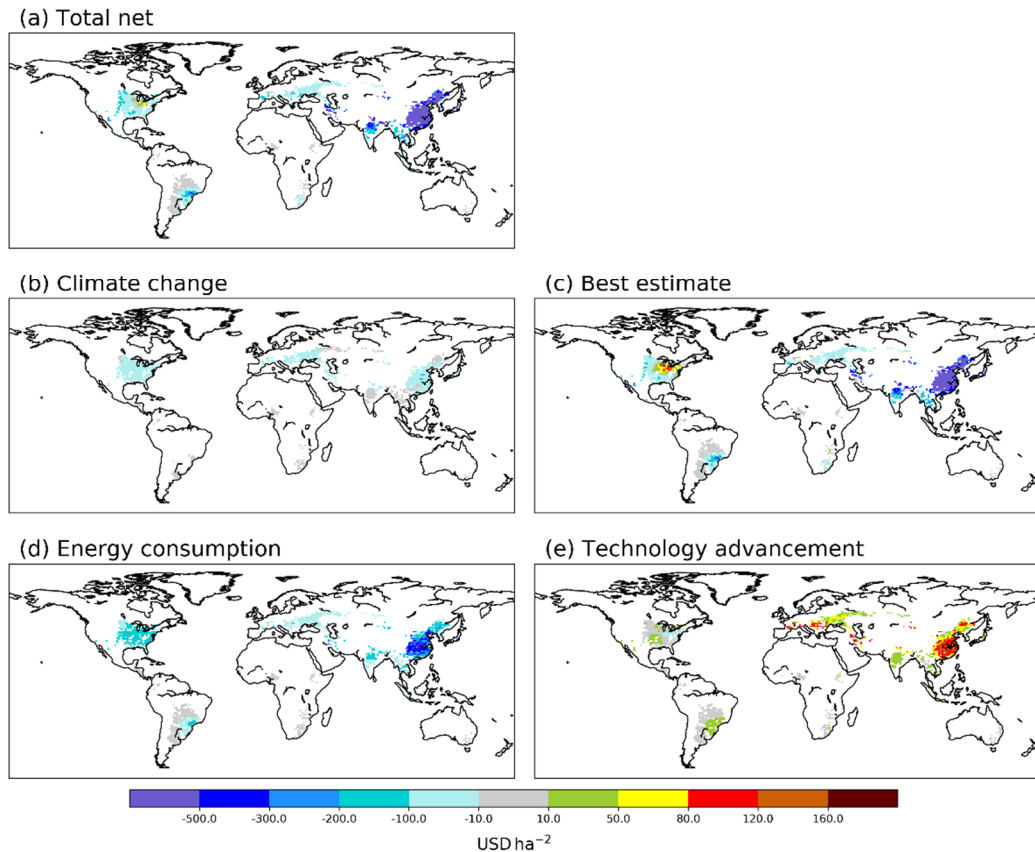 (a) Total net
(b) Climate change
(c) Best estimate
(d) Energy consumption
(e) Technology advancement
-500.0 -300.0 -200.0 -100.0 -10.0 10.0 50.0 80.0 120.0 160.0
USD ha⁻²